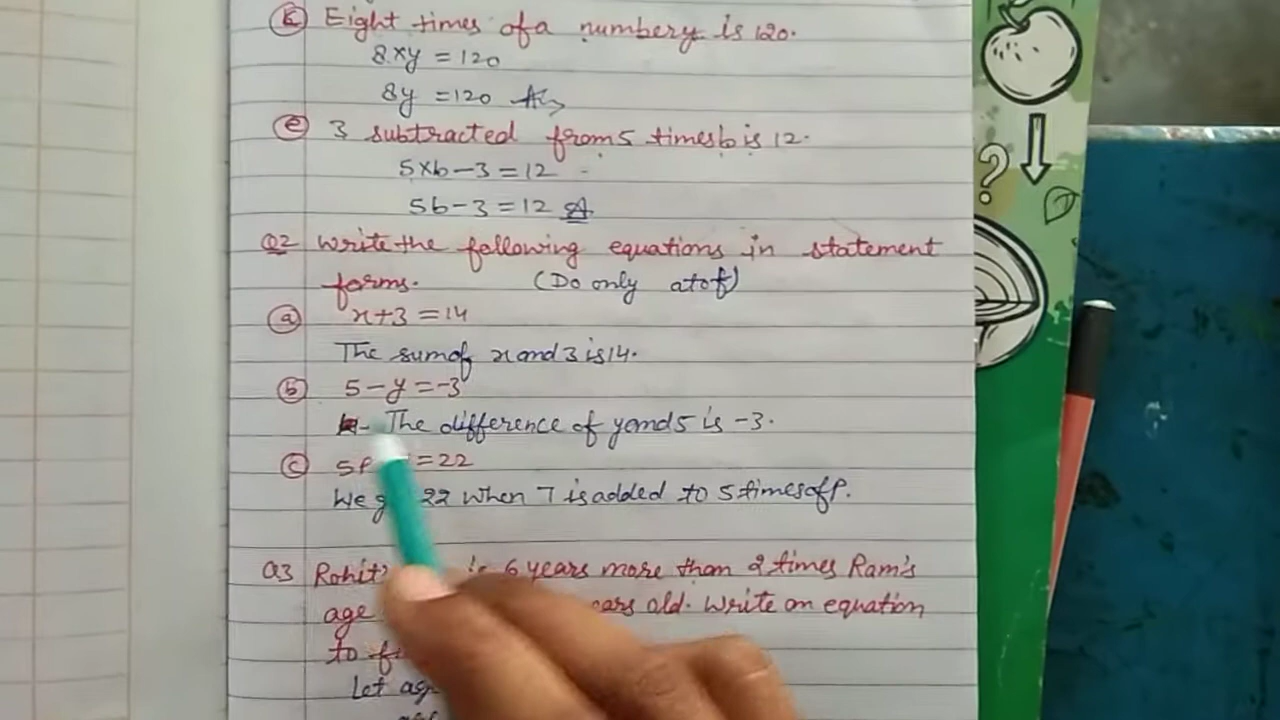 Eight times of a number y is 120.
8×y = 120
8y = 120 Ans
e 3 subtracted from 5 times b is 12.
5×b-3 = 12
5b-3 = 12 A
Q2 Write the following equations in statement
forms. (Do only a to f)
a x+3 = 14
The sum of x and 3 is 14.
b 5-y = -3
The difference of y and 5 is -3.
c =22
22 when 7 is added to 5 times of p.
Q3 6 years more than 2 times Ram's
age old. Write an equation
to
Let